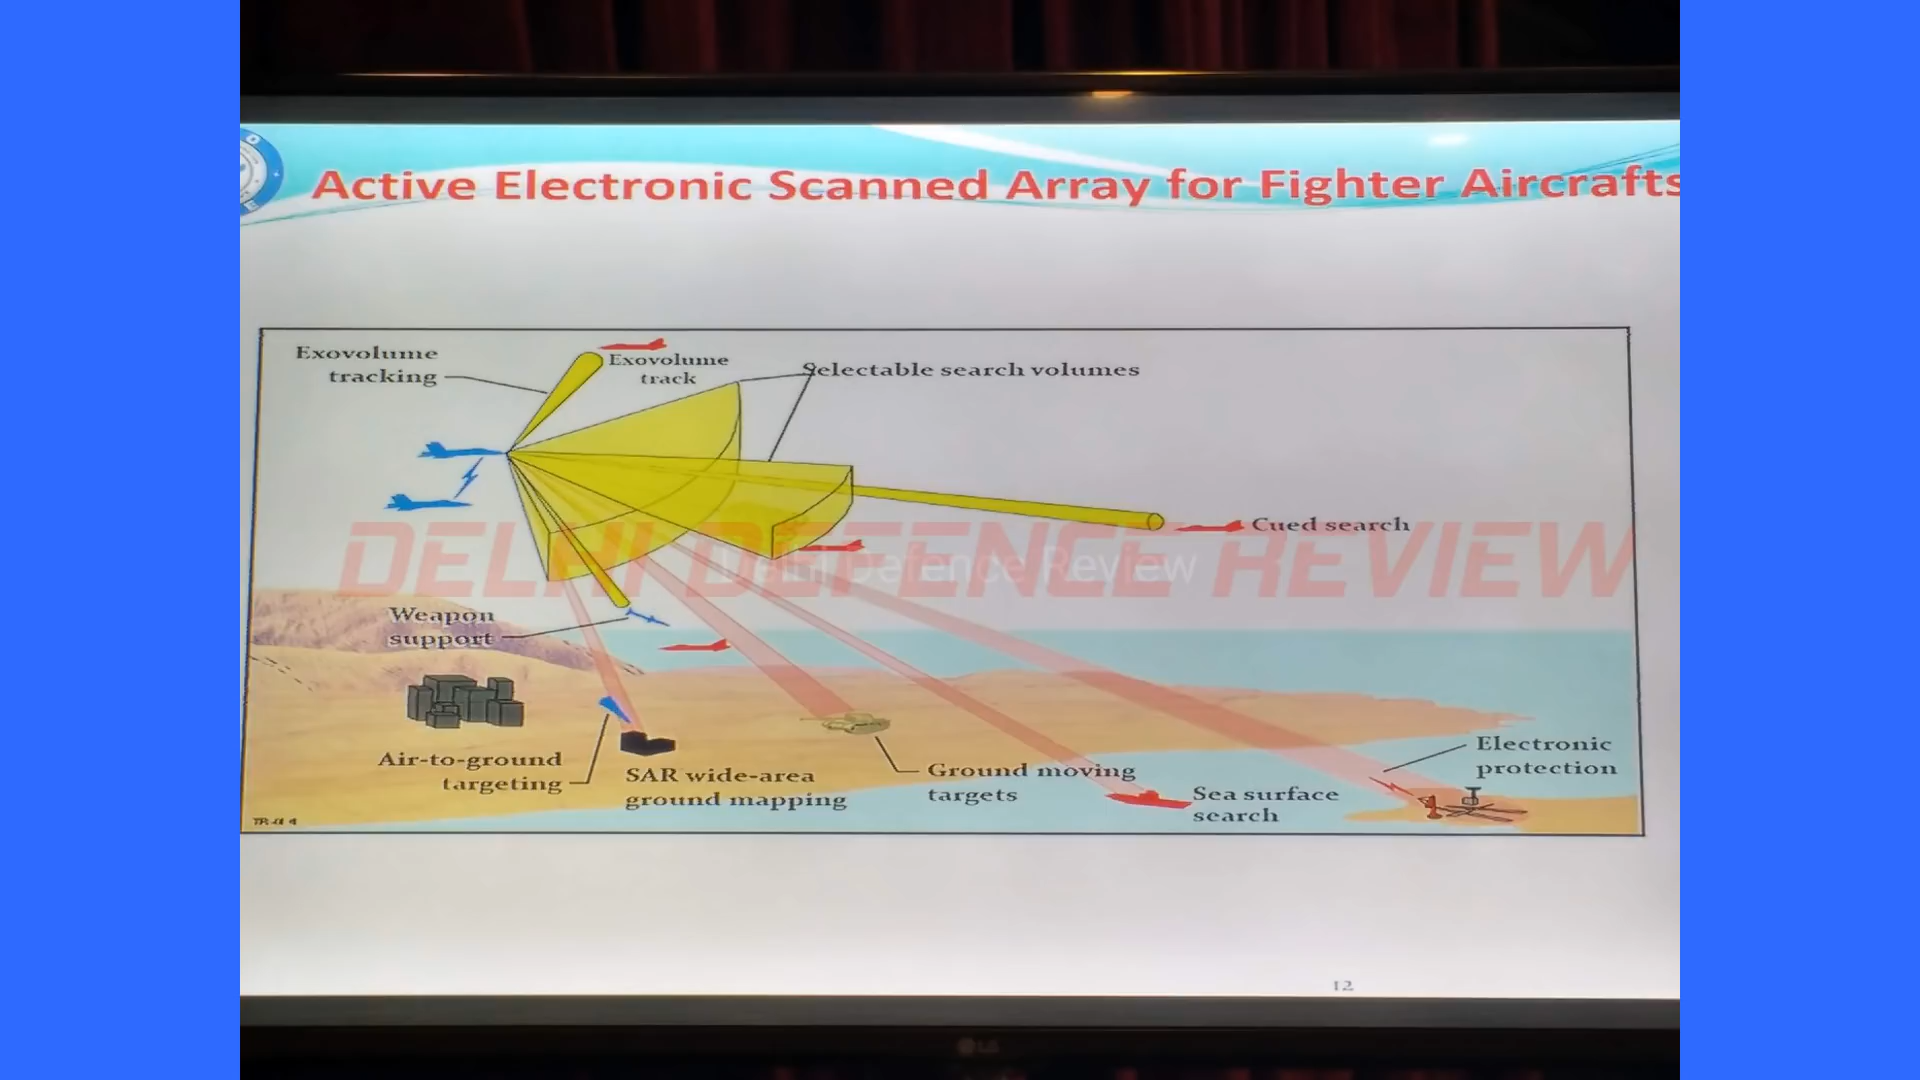 Active Electronic Scanned Array for Fighter Aircrafts
Exovolume
tracking
Exovolume
track
Selectable search volumes
Cued search
DELHI DEFENCE REVIEW
Delhi Defence Review
Weapon
support
Air-to-ground
targeting
SAR wide-area
ground mapping
Ground moving
targets
Sea surface
search
Electronic
protection
12
LG